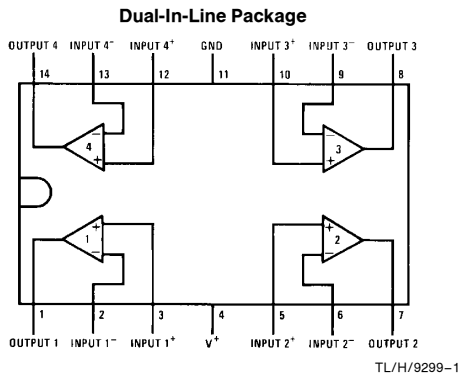 Dual-In-Line Package
OUTPUT 4 INPUT 4⁻ INPUT 4⁺ GND INPUT 3⁺ INPUT 3⁻ OUTPUT 3
14 13 12 11 10 9 8
4 − + − + 3
1 + − + − 2
1 2 3 4 5 6 7
OUTPUT 1 INPUT 1⁻ INPUT 1⁺ V⁺ INPUT 2⁺ INPUT 2⁻ OUTPUT 2
TL/H/9299–1